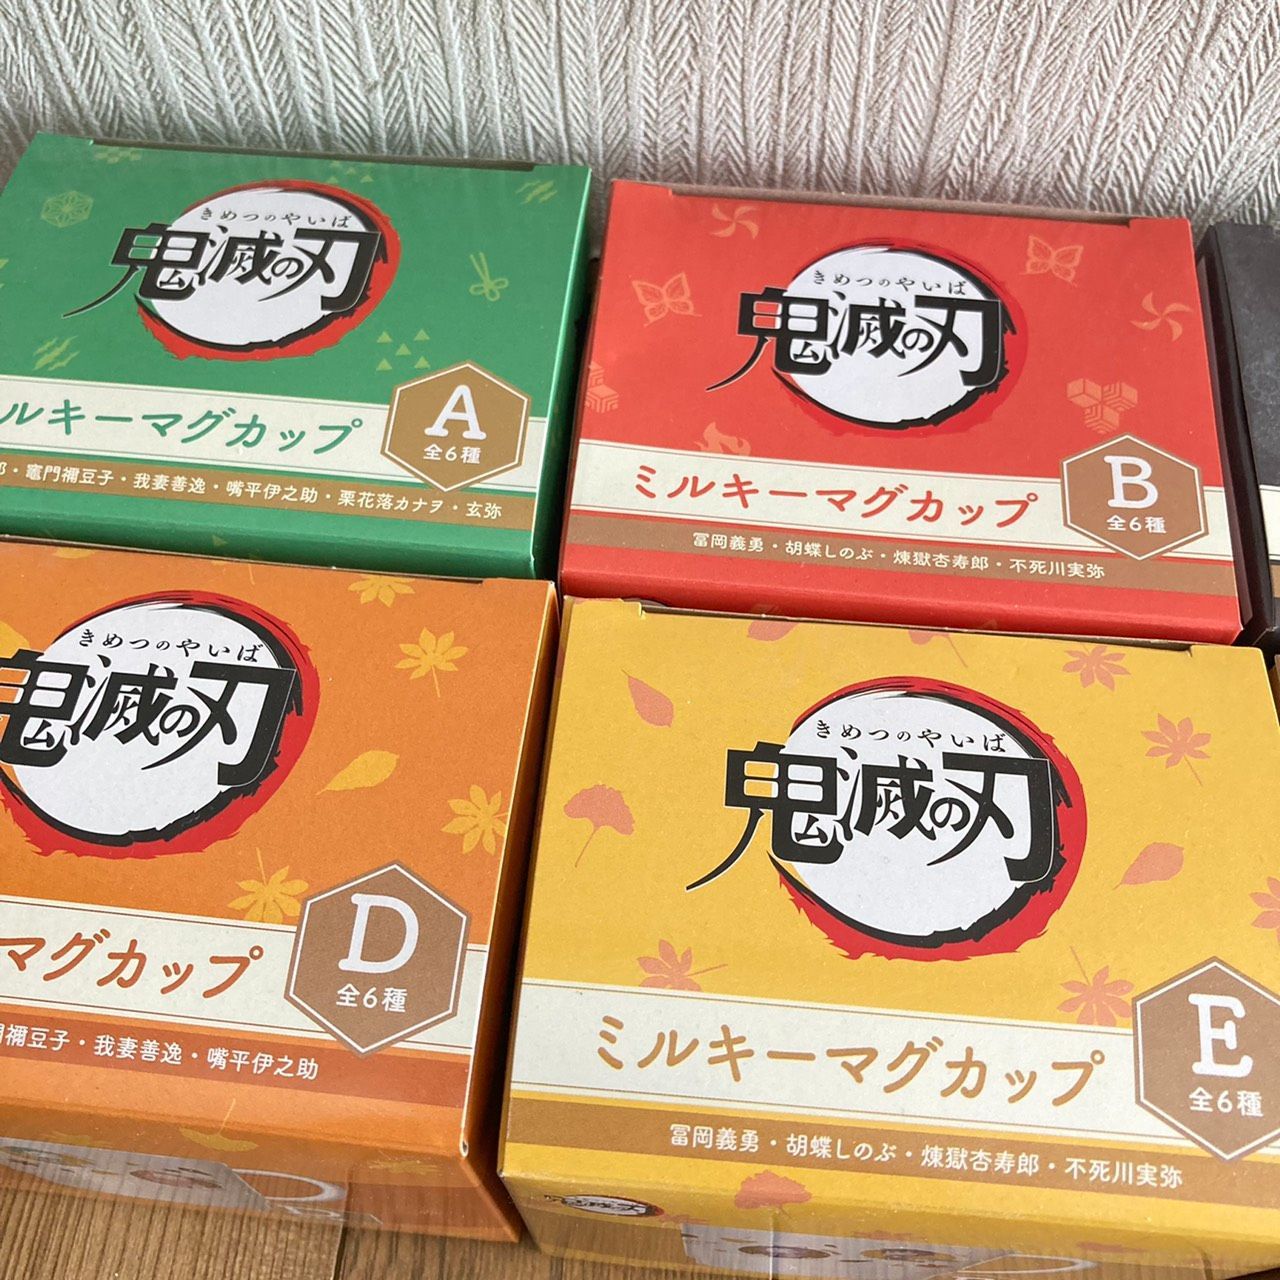 きめつのやいば
鬼滅の刃
ルキーマグカップ
A
全6種
郎・竈門禰豆子・我妻善逸・嘴平伊之助・栗花落カナヲ・玄弥
きめつのやいば
鬼滅の刃
ミルキーマグカップ
B
全6種
冨岡義勇・胡蝶しのぶ・煉獄杏寿郎・不死川実弥
きめつのやいば
鬼滅の刃
マグカップ
D
全6種
禰豆子・我妻善逸・嘴平伊之助
きめつのやいば
鬼滅の刃
ミルキーマグカップ
E
全6種
冨岡義勇・胡蝶しのぶ・煉獄杏寿郎・不死川実弥